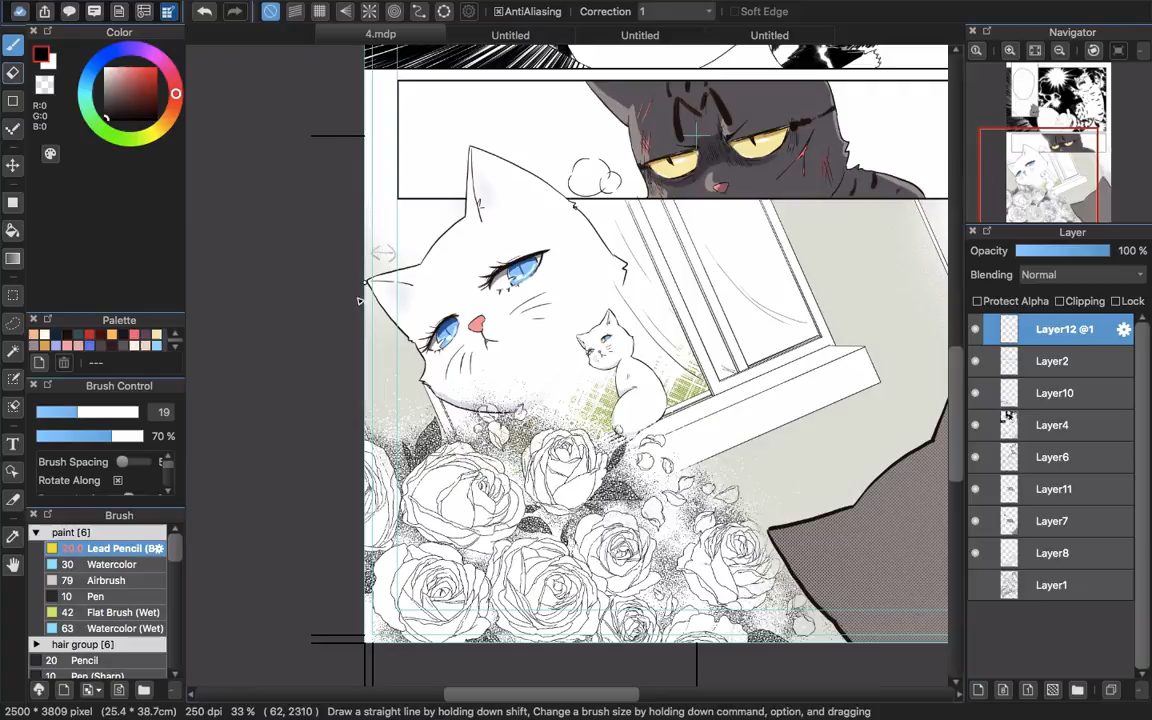 AntiAliasing Correction 1 Soft Edge
4.mdp Untitled Untitled Untitled
Color
R:0
G:0
B:0
Palette
---
Brush Control
19
70 %
Brush Spacing
Rotate Along
Brush
paint [6]
20.0 Lead Pencil (B
30 Watercolor
79 Airbrush
10 Pen
42 Flat Brush (Wet)
63 Watercolor (Wet)
hair group [6]
20 Pencil
10 Pen (Sharp)
Navigator
Layer
Opacity 100 %
Blending Normal
Protect Alpha Clipping Lock
Layer12 @1
Layer2
Layer10
Layer4
Layer6
Layer11
Layer7
Layer8
Layer1
2500 * 3809 pixel (25.4 * 38.7cm) 250 dpi 33 % ( 62, 2310 ) Draw a straight line by holding down shift, Change a brush size by holding down command, option, and dragging